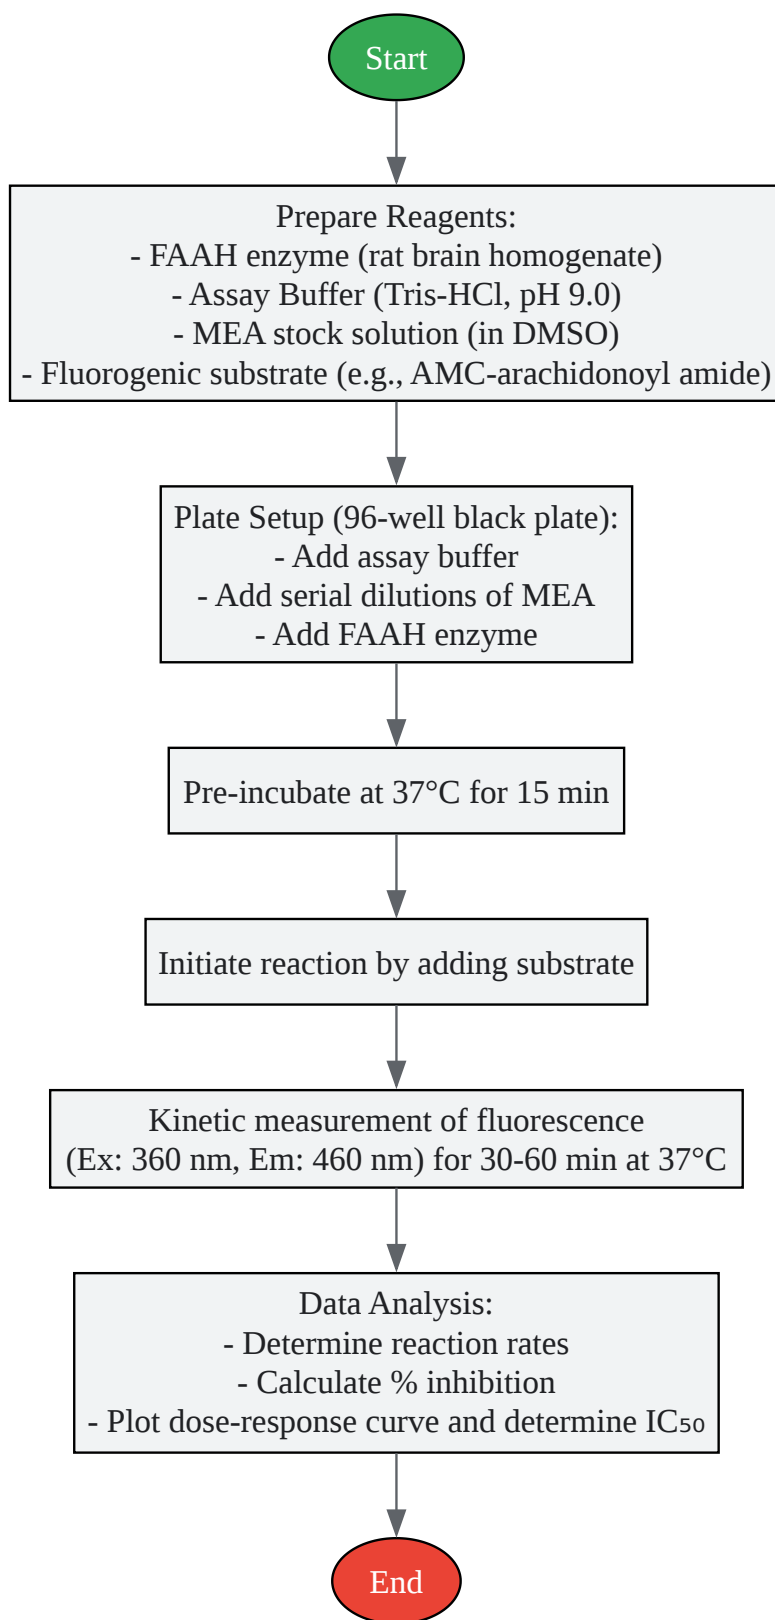 Start
Prepare Reagents:
- FAAH enzyme (rat brain homogenate)
- Assay Buffer (Tris-HCl, pH 9.0)
- MEA stock solution (in DMSO)
- Fluorogenic substrate (e.g., AMC-arachidonoyl amide)
Plate Setup (96-well black plate):
- Add assay buffer
- Add serial dilutions of MEA
- Add FAAH enzyme
Pre-incubate at 37°C for 15 min
Initiate reaction by adding substrate
Kinetic measurement of fluorescence
(Ex: 360 nm, Em: 460 nm) for 30-60 min at 37°C
Data Analysis:
- Determine reaction rates
- Calculate % inhibition
- Plot dose-response curve and determine IC₅₀
End